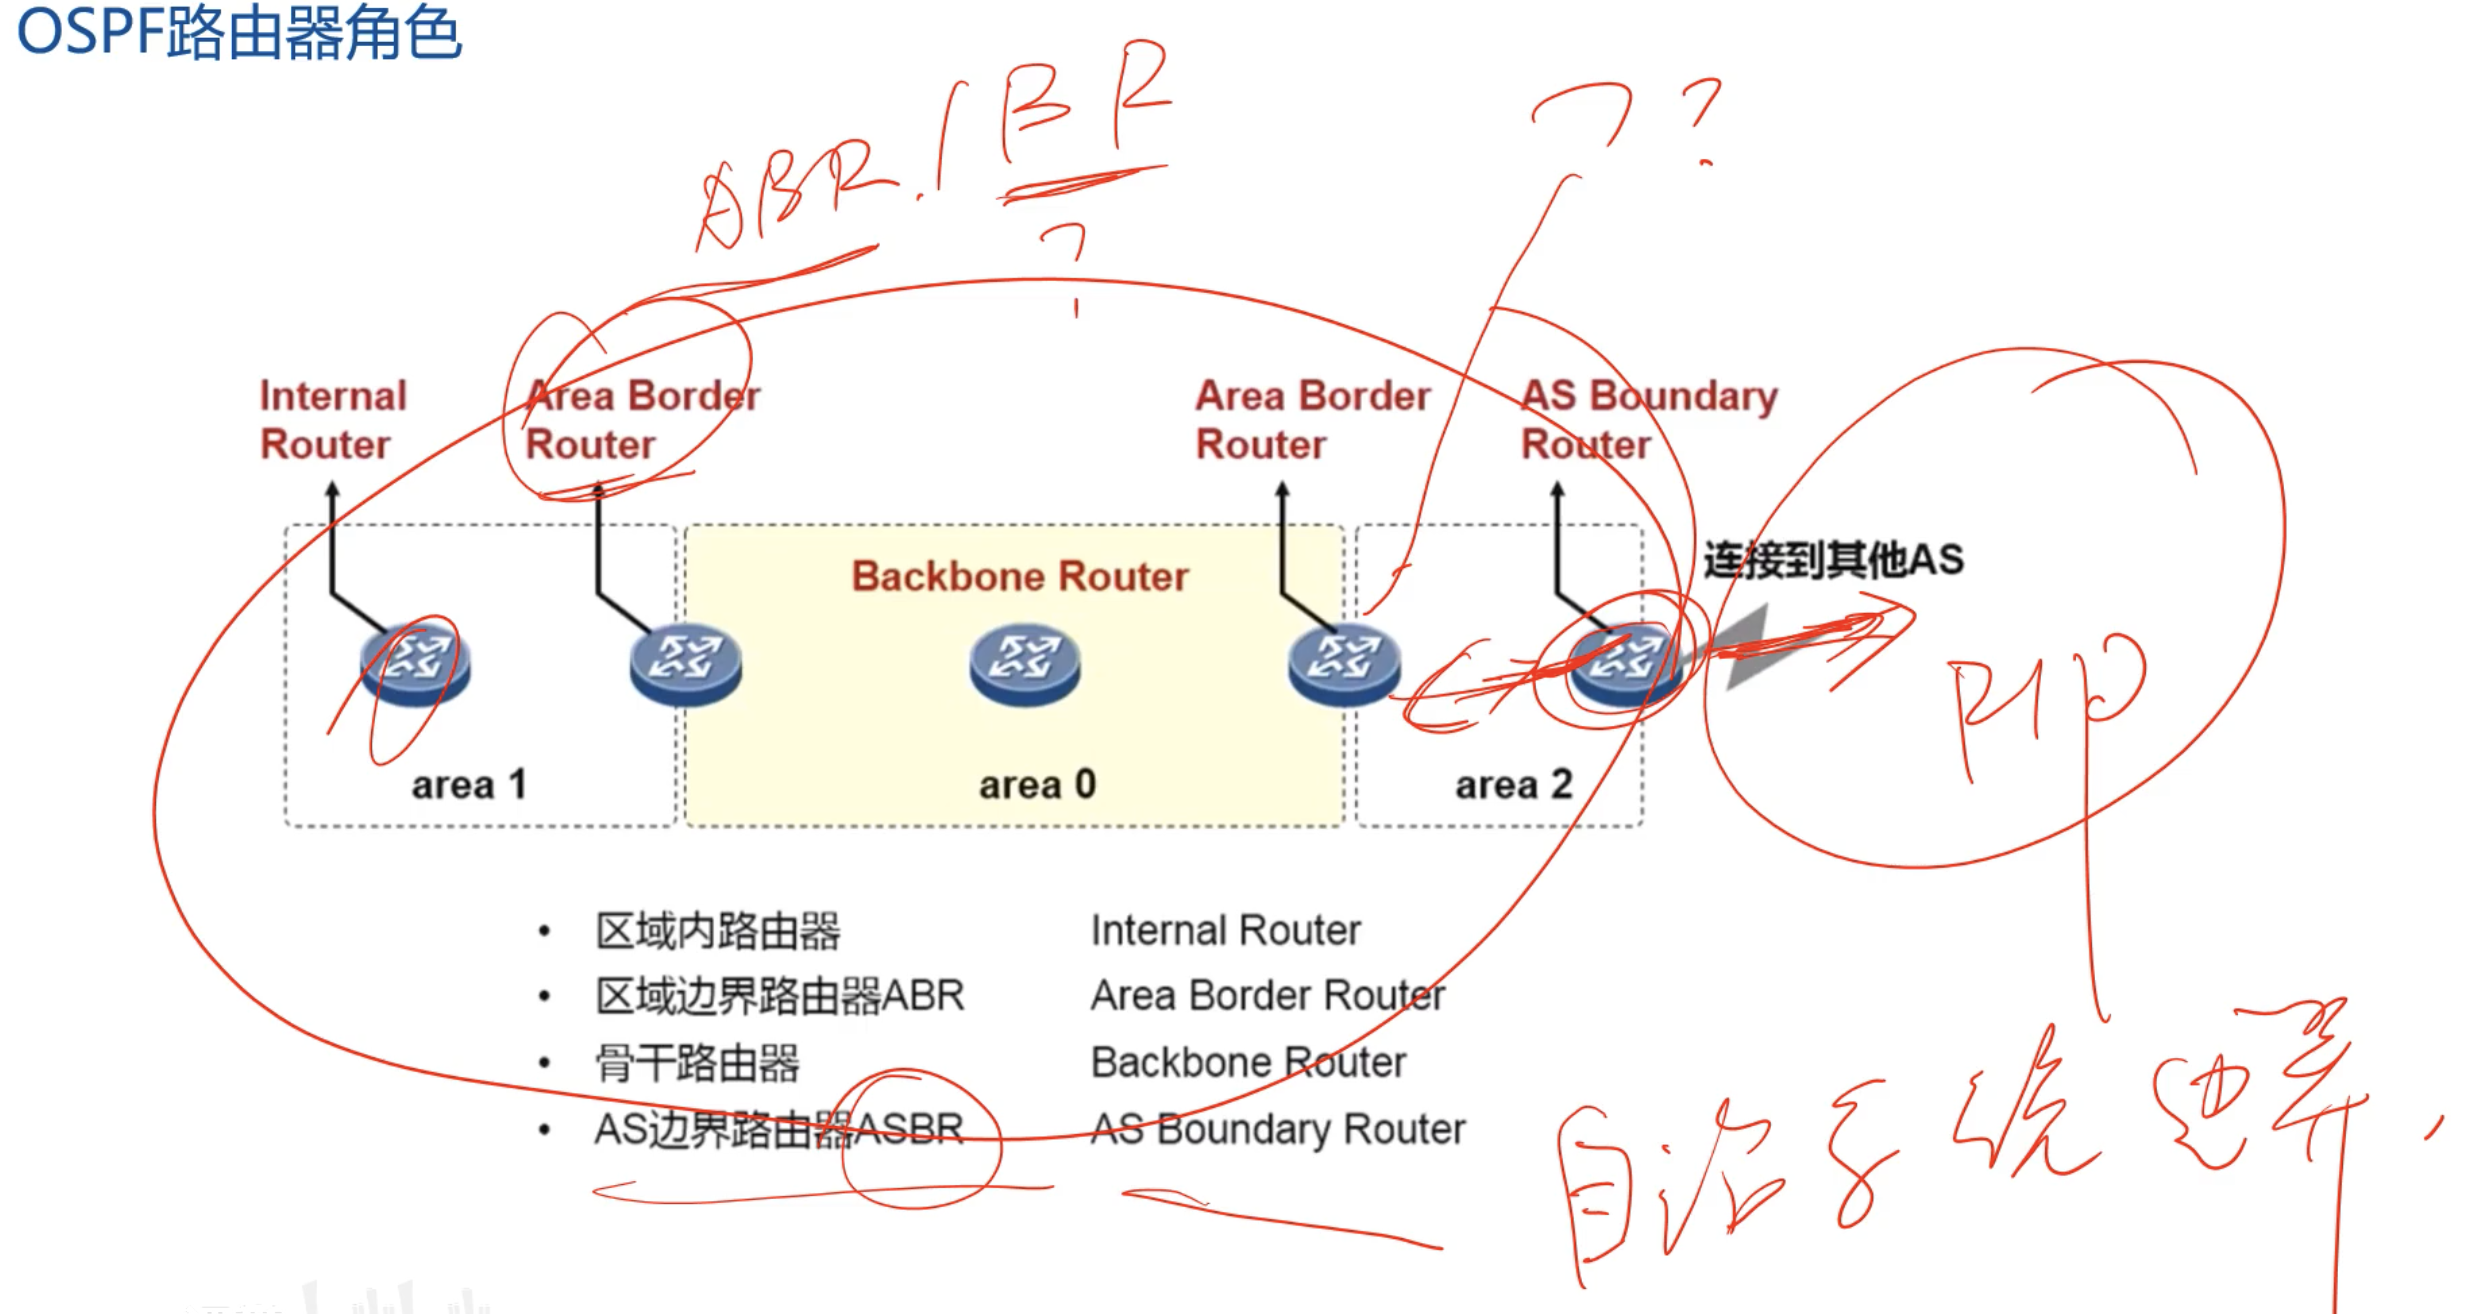 OSPF路由器角色
ABR. BR
?
?
Internal Router
Area Border Router
Area Border Router
AS Boundary Router
Backbone Router
连接到其他AS
RIP
area 1
area 0
area 2
• 区域内路由器 Internal Router
• 区域边界路由器ABR Area Border Router
• 骨干路由器 Backbone Router
• AS边界路由器ASBR AS Boundary Router
自治系统边界